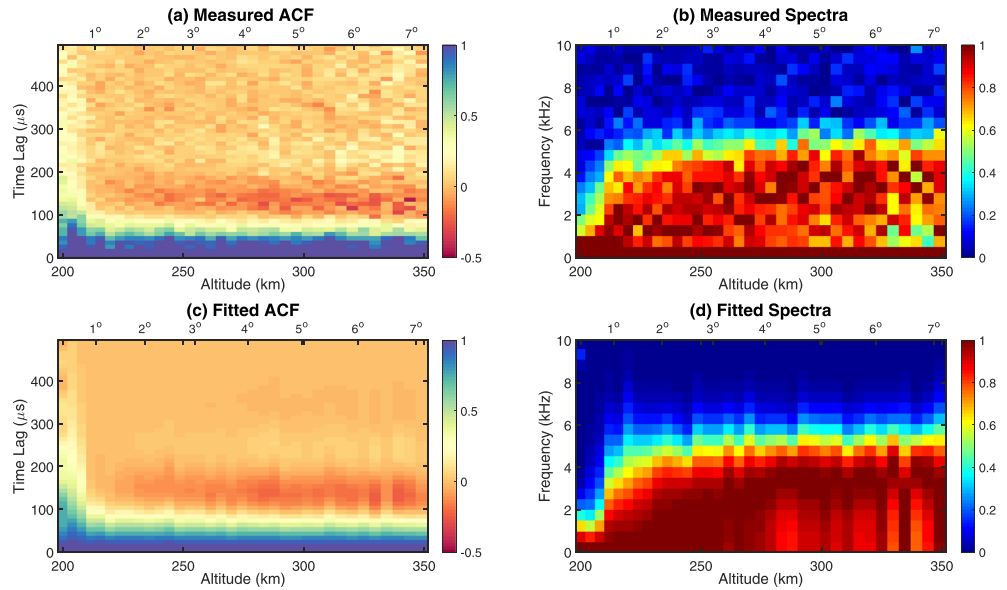 (a) Measured ACF
1° 2° 3° 4° 5° 6° 7°
400
300
200
100
0
Time Lag (μs)
200 250 300 350
Altitude (km)
1
0.5
0
-0.5
(b) Measured Spectra
1° 2° 3° 4° 5° 6° 7°
10
8
6
4
2
0
Frequency (kHz)
200 250 300 350
Altitude (km)
1
0.8
0.6
0.4
0.2
0
(c) Fitted ACF
1° 2° 3° 4° 5° 6° 7°
400
300
200
100
0
Time Lag (μs)
200 250 300 350
Altitude (km)
1
0.5
0
-0.5
(d) Fitted Spectra
1° 2° 3° 4° 5° 6° 7°
10
8
6
4
2
0
Frequency (kHz)
200 250 300 350
Altitude (km)
1
0.8
0.6
0.4
0.2
0